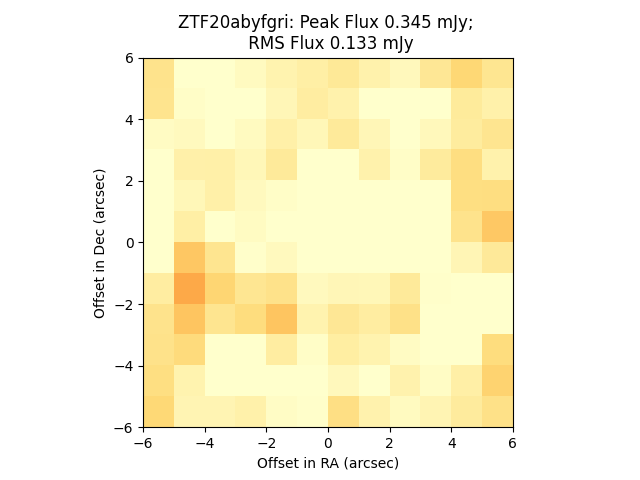 ZTF20abyfgri: Peak Flux 0.345 mJy;
RMS Flux 0.133 mJy
6
4
2
0
−2
−4
−6
Offset in Dec (arcsec)
−6 −4 −2 0 2 4 6
Offset in RA (arcsec)